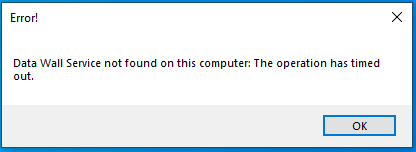 Error!
Data Wall Service not found on this computer: The operation has timed
out.
OK